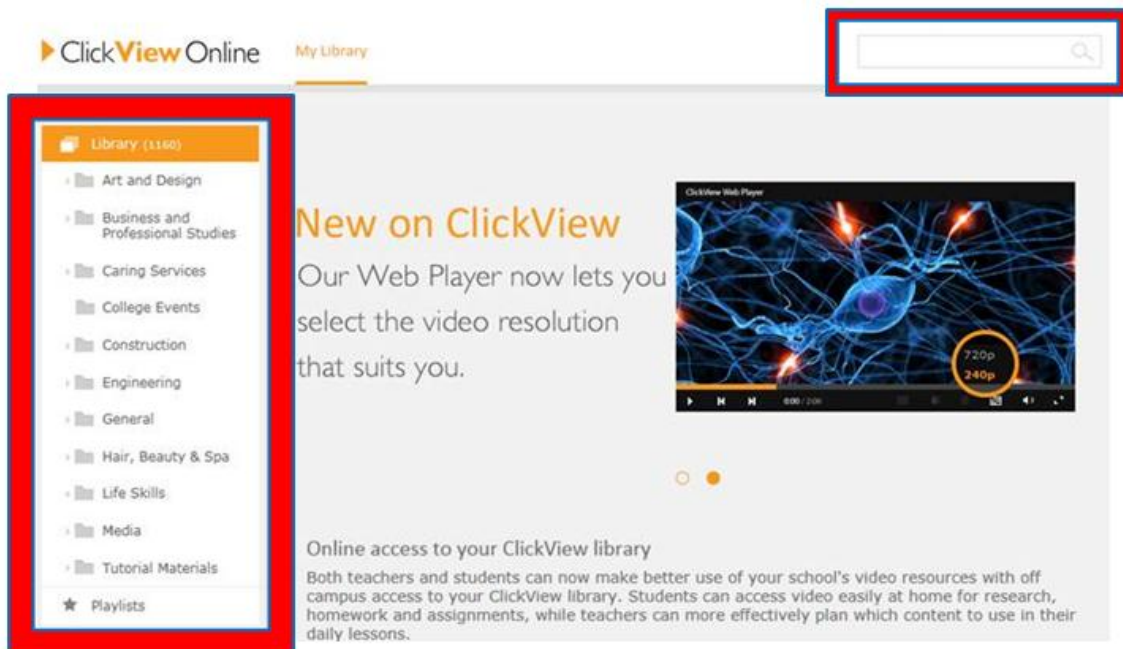 ClickView Online
My Library
Library (1160)
Art and Design
Business and
Professional Studies
Caring Services
College Events
Construction
Engineering
General
Hair, Beauty & Spa
Life Skills
Media
Tutorial Materials
Playlists
New on ClickView
Our Web Player now lets you
select the video resolution
that suits you.
ClickView Web Player
720p
240p
0:00 / 2:06
Online access to your ClickView library
Both teachers and students can now make better use of your school's video resources with off
campus access to your ClickView library. Students can access video easily at home for research,
homework and assignments, while teachers can more effectively plan which content to use in their
daily lessons.